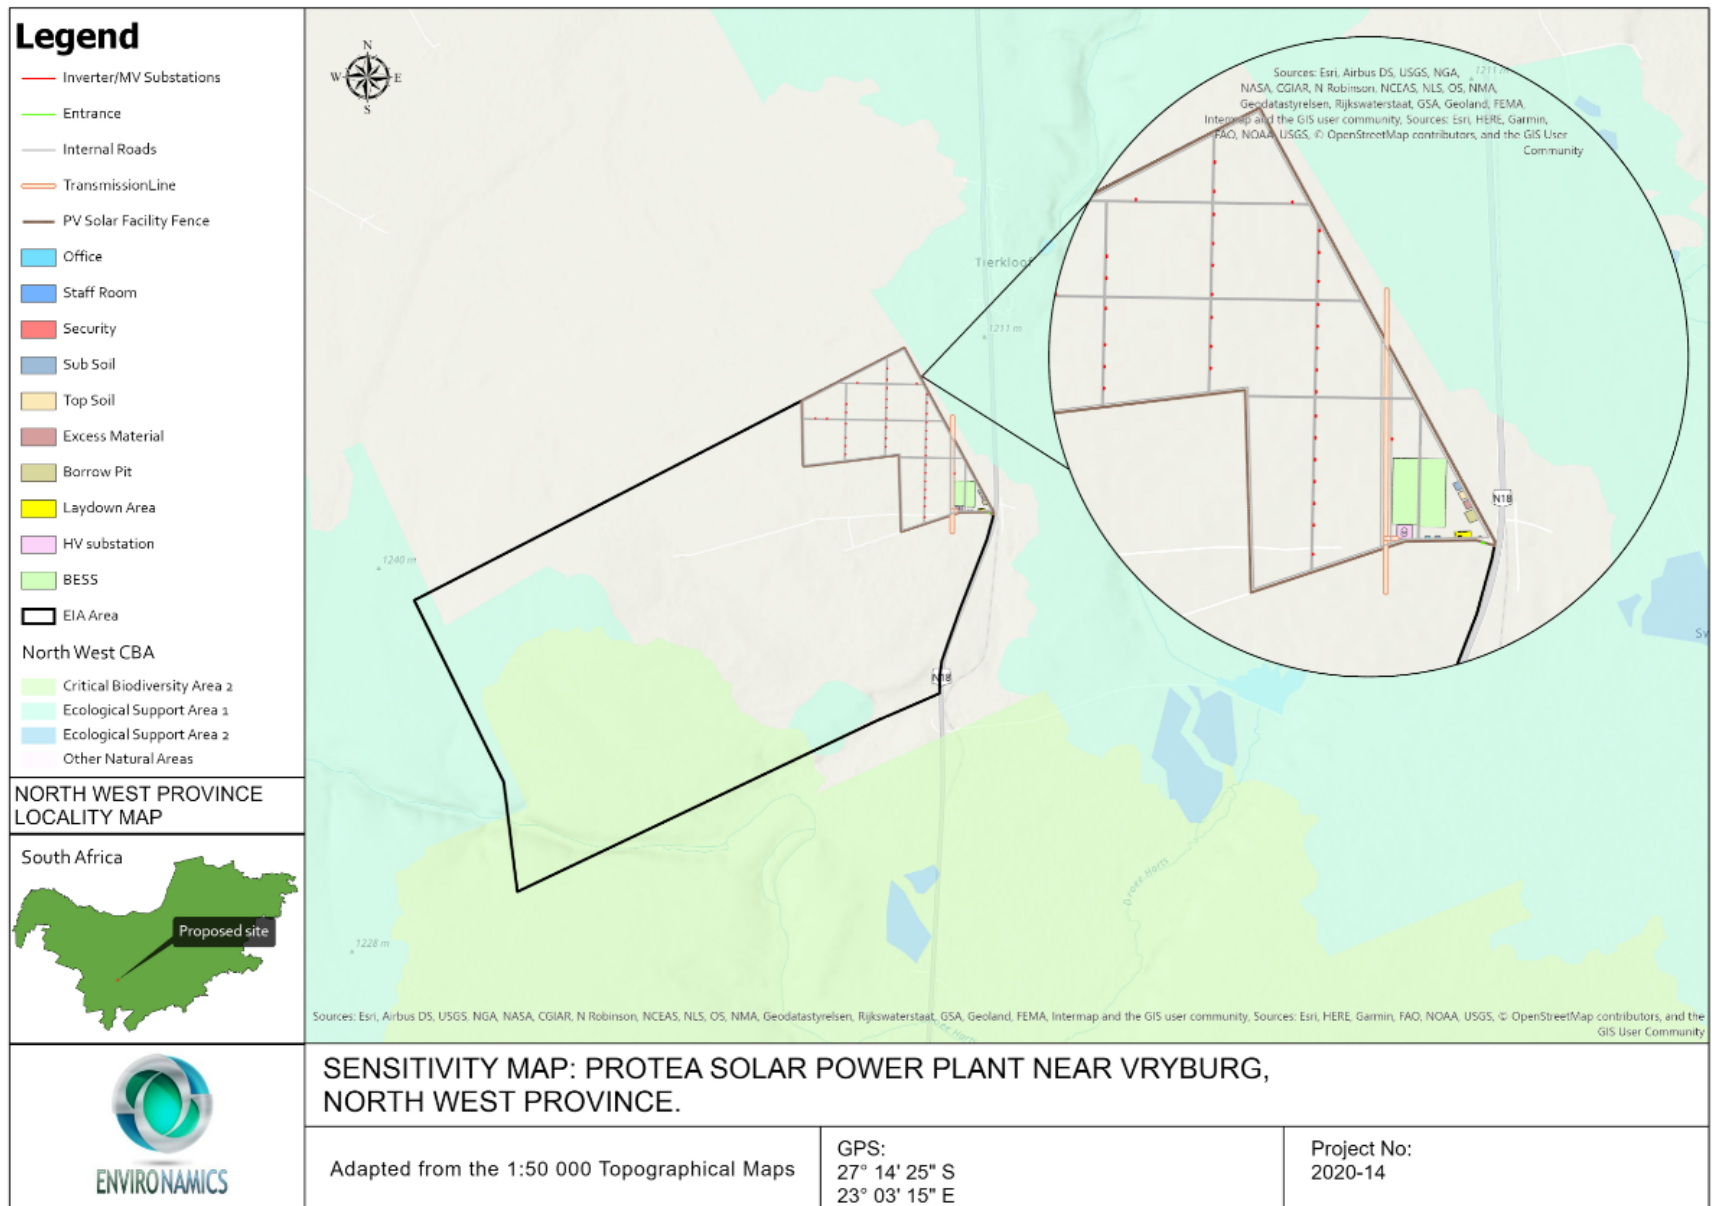 Legend
Inverter/MV Substations
Entrance
Internal Roads
TransmissionLine
PV Solar Facility Fence
Office
Staff Room
Security
Sub Soil
Top Soil
Excess Material
Borrow Pit
Laydown Area
HV substation
BESS
EIA Area
North West CBA
Critical Biodiversity Area 2
Ecological Support Area 1
Ecological Support Area 2
Other Natural Areas
NORTH WEST PROVINCE
LOCALITY MAP
South Africa
Proposed site
ENVIRONAMICS
N
W
E
S
Sources: Esri, Airbus DS, USGS, NGA,
NASA, CGIAR, N Robinson, NCEAS, NLS, OS, NMA,
Geodatastyrelsen, Rijkswaterstaat, GSA, Geoland, FEMA,
Intermap and the GIS user community, Sources: Esri, HERE, Garmin,
FAO, NOAA, USGS, © OpenStreetMap contributors, and the GIS User
Community
1211 m
Tierkloof
1211 m
N18
1240 m
N18
Droee Harts
1228 m
Sources: Esri, Airbus DS, USGS, NGA, NASA, CGIAR, N Robinson, NCEAS, NLS, OS, NMA, Geodatastyrelsen, Rijkswaterstaat, GSA, Geoland, FEMA, Intermap and the GIS user community, Sources: Esri, HERE, Garmin, FAO, NOAA, USGS, © OpenStreetMap contributors, and the
GIS User Community
SENSITIVITY MAP: PROTEA SOLAR POWER PLANT NEAR VRYBURG,
NORTH WEST PROVINCE.
Adapted from the 1:50 000 Topographical Maps
GPS:
27° 14' 25" S
23° 03' 15" E
Project No:
2020-14